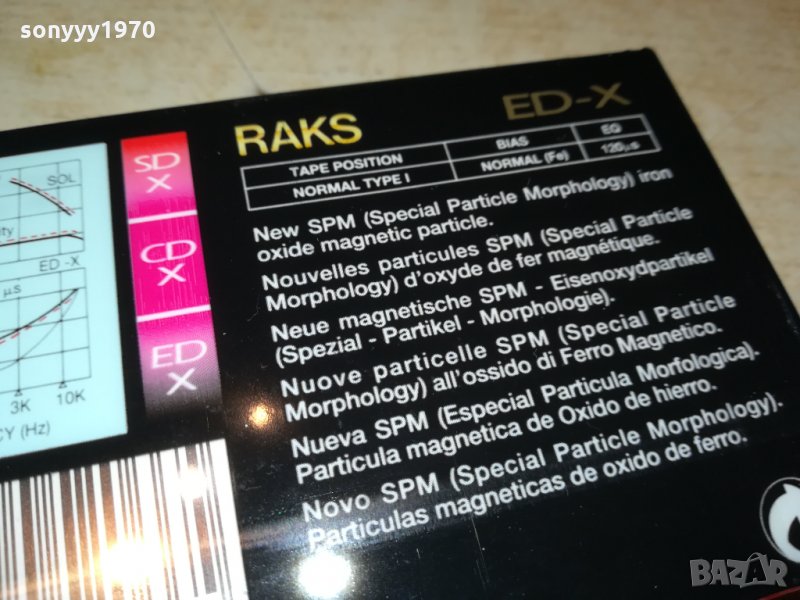 sonyyy1970
RAKS
ED-X
TAPE POSITION BIAS EQ
NORMAL TYPE I NORMAL (Fe) 120µs
New SPM (Special Particle Morphology) iron
oxide magnetic particle.
Nouvelles particules SPM (Special Particle
Morphology) d'oxyde de fer magnétique.
Neue magnetische SPM - Eisenoxydpartikel
(Spezial - Partikel - Morphologie).
Nuove particelle SPM (Special Particle
Morphology) all'ossido di Ferro Magnetico.
Nueva SPM (Especial Particula Morfologica).
Particula magnetica de Oxido de hierro.
Novo SPM (Special Particle Morphology).
Particulas magneticas de oxido de ferro.
SD
X
CD
X
ED
X
SOL
ED -X
µs
3K 10K
(Hz)
BAZAR